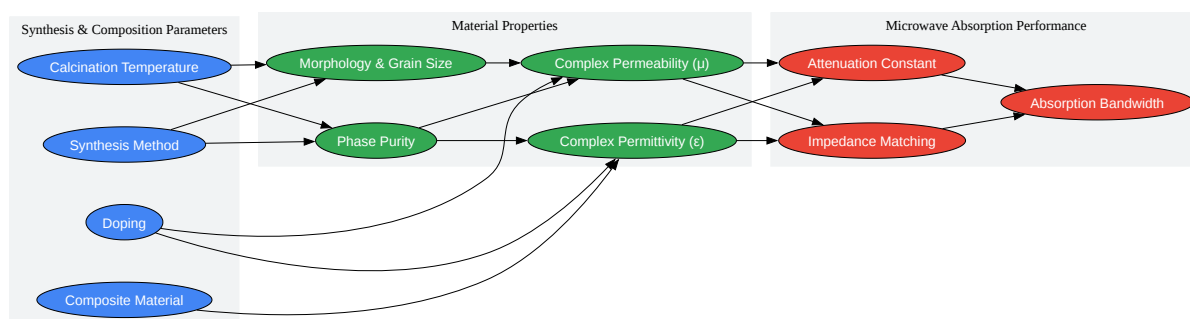 Synthesis & Composition Parameters
Calcination Temperature
Synthesis Method
Doping
Composite Material
Material Properties
Morphology & Grain Size
Phase Purity
Complex Permeability (μ)
Complex Permittivity (ε)
Microwave Absorption Performance
Attenuation Constant
Impedance Matching
Absorption Bandwidth